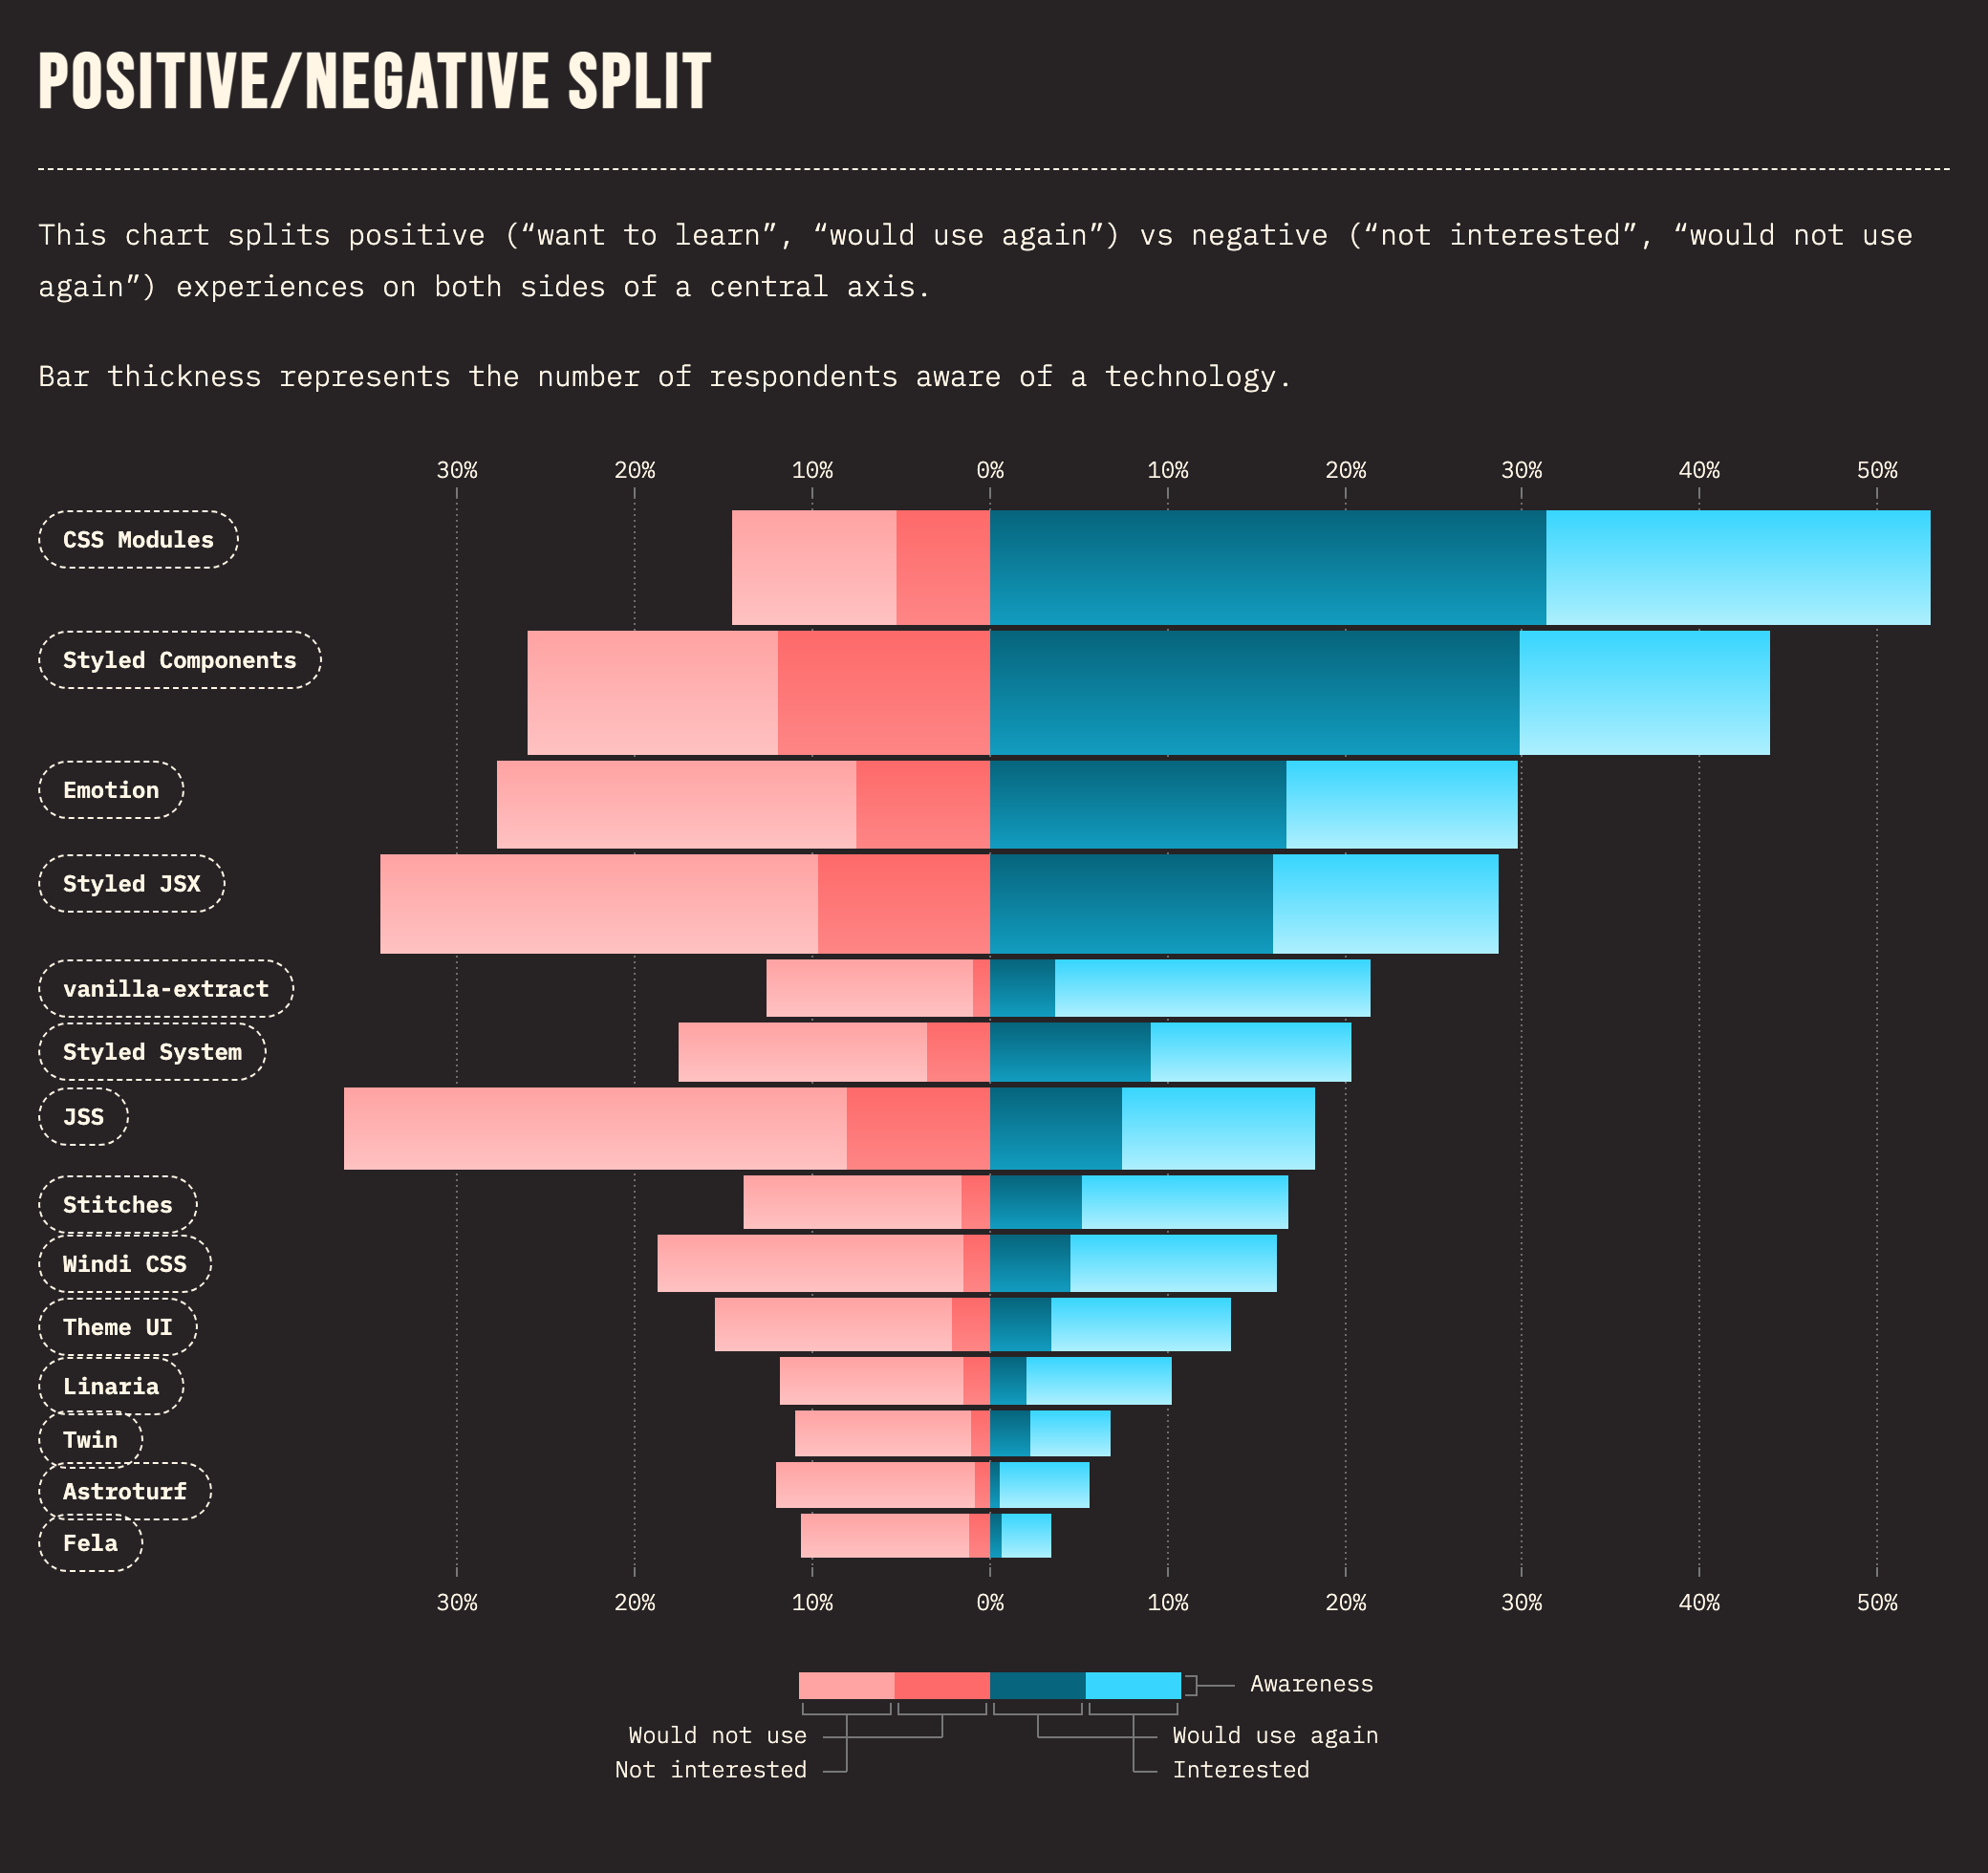 POSITIVE/NEGATIVE SPLIT
This chart splits positive (“want to learn”, “would use again”) vs negative (“not interested”, “would not use
again”) experiences on both sides of a central axis.
Bar thickness represents the number of respondents aware of a technology.
30% 20% 10% 0% 10% 20% 30% 40% 50%
CSS Modules
Styled Components
Emotion
Styled JSX
vanilla-extract
Styled System
JSS
Stitches
Windi CSS
Theme UI
Linaria
Twin
Astroturf
Fela
30% 20% 10% 0% 10% 20% 30% 40% 50%
Awareness
Would not use Would use again
Not interested Interested